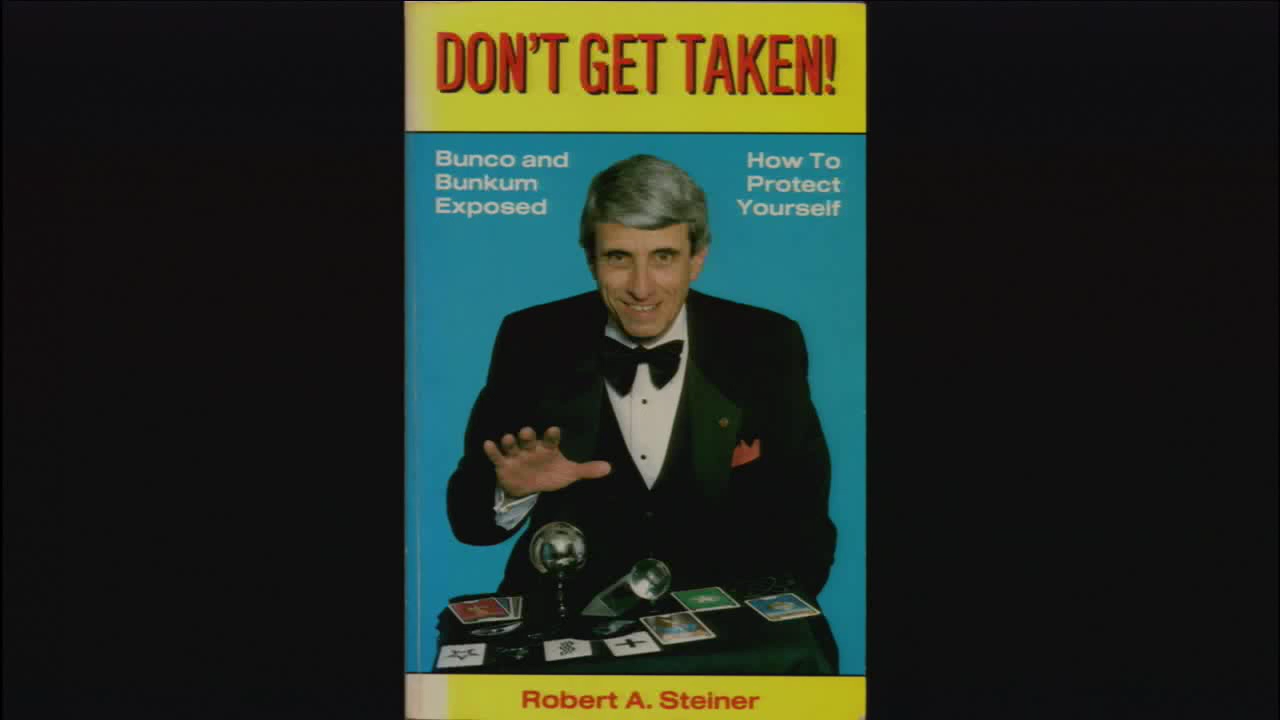 DON'T GET TAKEN!
Bunco and
Bunkum
Exposed
How To
Protect
Yourself
Robert A. Steiner